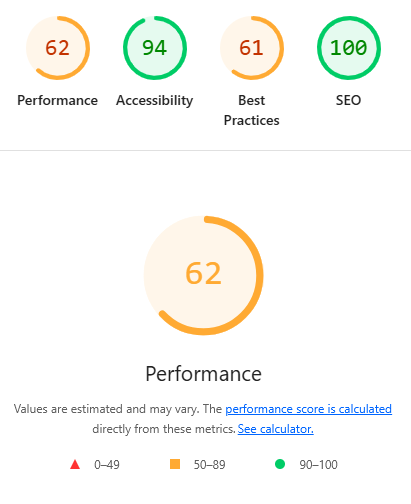 62 94 61 100
Performance Accessibility Best Practices SEO
62
Performance
Values are estimated and may vary. The performance score is calculated
directly from these metrics. See calculator.
0–49 50–89 90–100